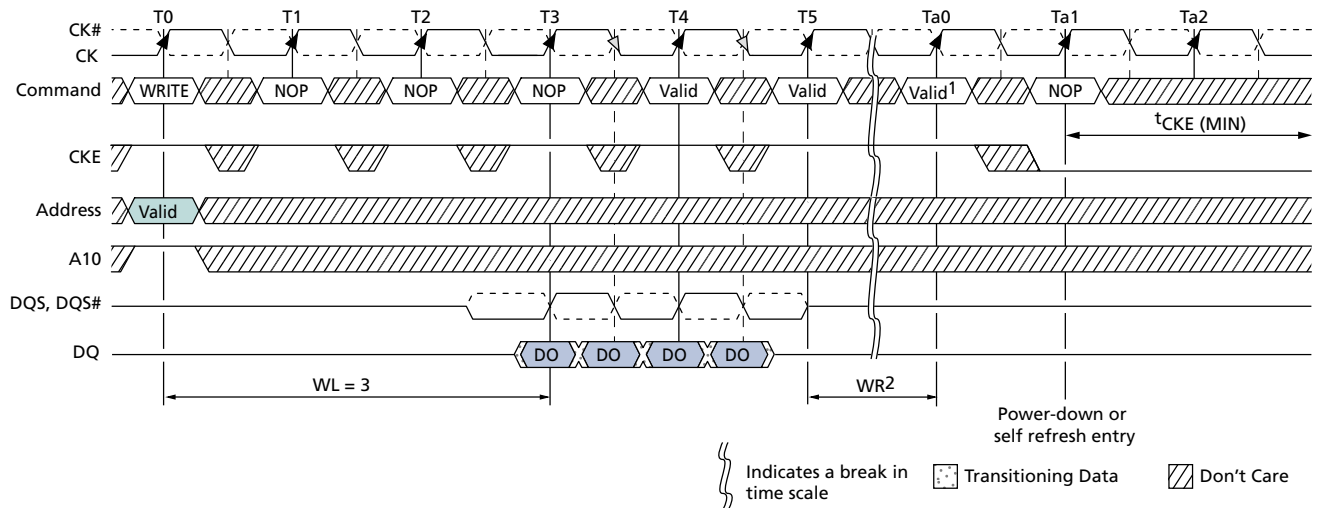 T0 T1 T2 T3 T4 T5 Ta0 Ta1 Ta2
CK#
CK
Command WRITE NOP NOP NOP Valid Valid Valid1 NOP
tCKE (MIN)
CKE
Address Valid
A10
DQS, DQS#
DQ DO DO DO DO
WL = 3 WR2
Power-down or
self refresh entry
Indicates a break in
time scale
Transitioning Data
Don't Care